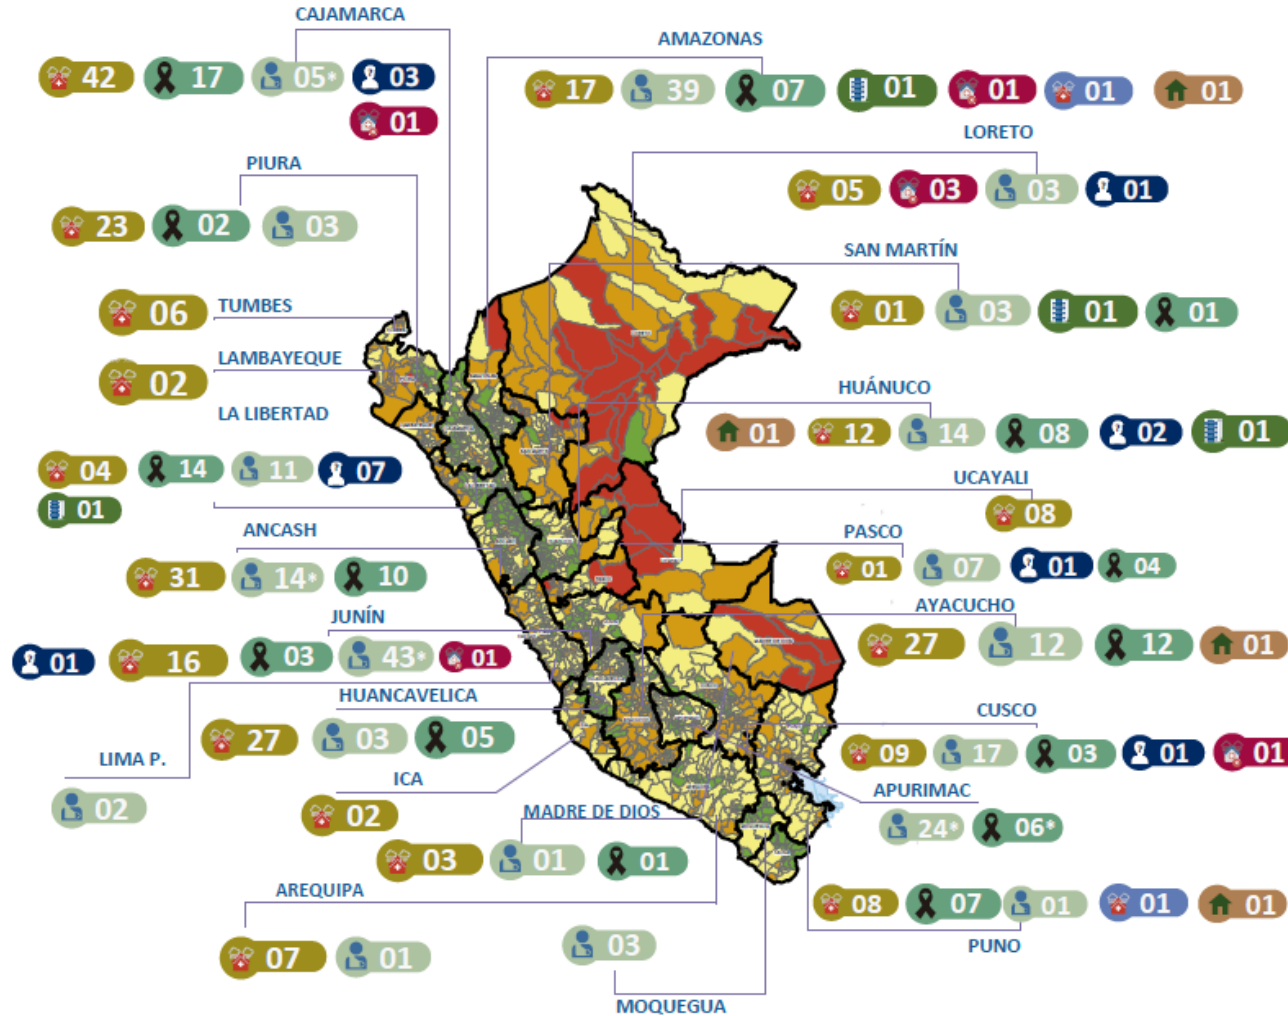 CAJAMARCA
42 17 05* 03
01
AMAZONAS
17 39 07 01 01 01 01
LORETO
05 03 03 01
PIURA
23 02 03
SAN MARTÍN
01 03 01 01
TUMBES
06
LAMBAYEQUE
02
LA LIBERTAD
04 14 11 07
01
HUÁNUCO
01 12 14 08 02 01
UCAYALI
08
ANCASH
31 14* 10
PASCO
01 07 01 04
JUNÍN
01 16 03 43* 01
AYACUCHO
27 12 12 01
HUANCAVELICA
27 03 05
CUSCO
09 17 03 01 01
LIMA P.
02
ICA
02
APURIMAC
24* 06*
MADRE DE DIOS
03 01 01
AREQUIPA
07 01
08 07 01 01 01
PUNO
03
MOQUEGUA